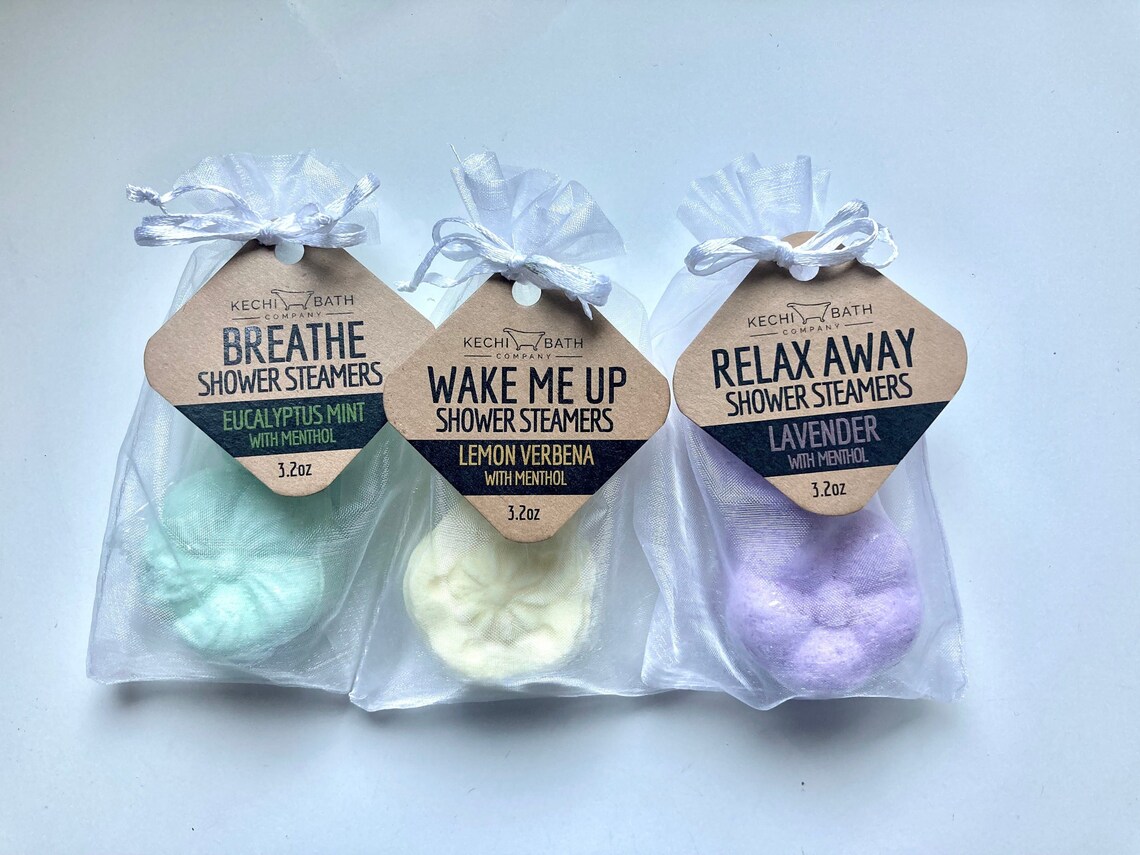 KECHI BATH
COMPANY
BREATHE
SHOWER STEAMERS
EUCALYPTUS MINT
WITH MENTHOL
3.2oz
KECHI BATH
COMPANY
WAKE ME UP
SHOWER STEAMERS
LEMON VERBENA
WITH MENTHOL
3.2oz
KECHI BATH
COMPANY
RELAX AWAY
SHOWER STEAMERS
LAVENDER
WITH MENTHOL
3.2oz